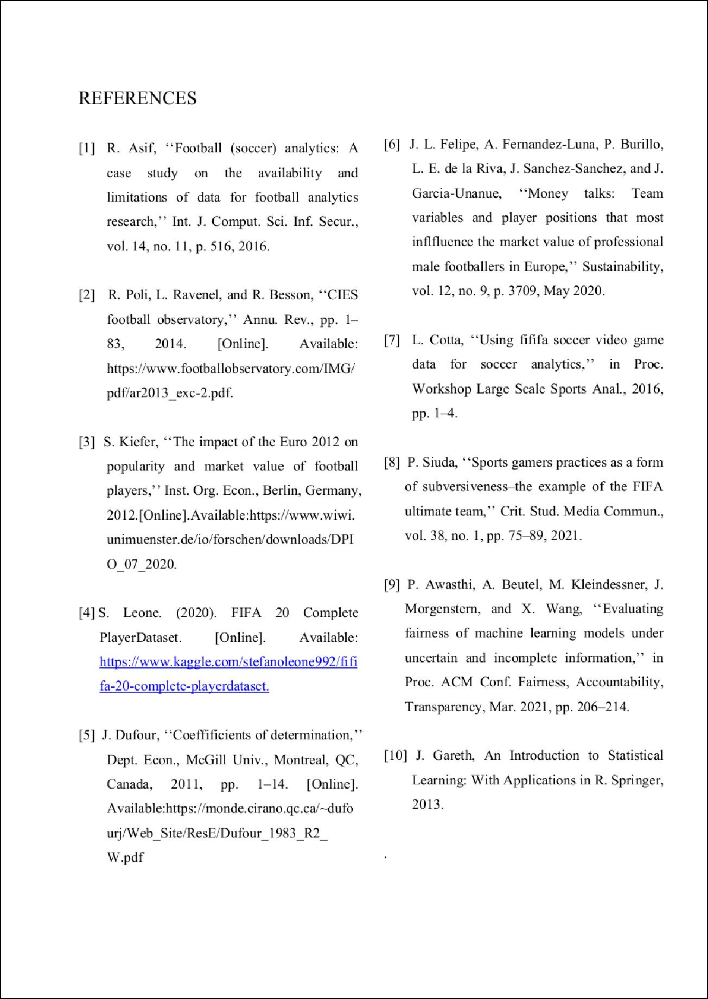 REFERENCES
[1] R. Asif, ‘‘Football (soccer) analytics: A
case study on the availability and
limitations of data for football analytics
research,’’ Int. J. Comput. Sci. Inf. Secur.,
vol. 14, no. 11, p. 516, 2016.
[2] R. Poli, L. Ravenel, and R. Besson, ‘‘CIES
football observatory,’’ Annu. Rev., pp. 1–
83, 2014. [Online]. Available:
https://www.footballobservatory.com/IMG/
pdf/ar2013_exc-2.pdf.
[3] S. Kiefer, ‘‘The impact of the Euro 2012 on
popularity and market value of football
players,’’ Inst. Org. Econ., Berlin, Germany,
2012.[Online].Available:https://www.wiwi.
unimuenster.de/io/forschen/downloads/DPI
O_07_2020.
[4] S. Leone. (2020). FIFA 20 Complete
PlayerDataset. [Online]. Available:
https://www.kaggle.com/stefanoleone992/fifi
fa-20-complete-playerdataset.
[5] J. Dufour, ‘‘Coeffificients of determination,’’
Dept. Econ., McGill Univ., Montreal, QC,
Canada, 2011, pp. 1–14. [Online].
Available:https://monde.cirano.qc.ca/~dufo
urj/Web_Site/ResE/Dufour_1983_R2_
W.pdf
[6] J. L. Felipe, A. Fernandez-Luna, P. Burillo,
L. E. de la Riva, J. Sanchez-Sanchez, and J.
Garcia-Unanue, ‘‘Money talks: Team
variables and player positions that most
inflfluence the market value of professional
male footballers in Europe,’’ Sustainability,
vol. 12, no. 9, p. 3709, May 2020.
[7] L. Cotta, ‘‘Using fififa soccer video game
data for soccer analytics,’’ in Proc.
Workshop Large Scale Sports Anal., 2016,
pp. 1–4.
[8] P. Siuda, ‘‘Sports gamers practices as a form
of subversiveness–the example of the FIFA
ultimate team,’’ Crit. Stud. Media Commun.,
vol. 38, no. 1, pp. 75–89, 2021.
[9] P. Awasthi, A. Beutel, M. Kleindessner, J.
Morgenstern, and X. Wang, ‘‘Evaluating
fairness of machine learning models under
uncertain and incomplete information,’’ in
Proc. ACM Conf. Fairness, Accountability,
Transparency, Mar. 2021, pp. 206–214.
[10] J. Gareth, An Introduction to Statistical
Learning: With Applications in R. Springer,
2013.
.